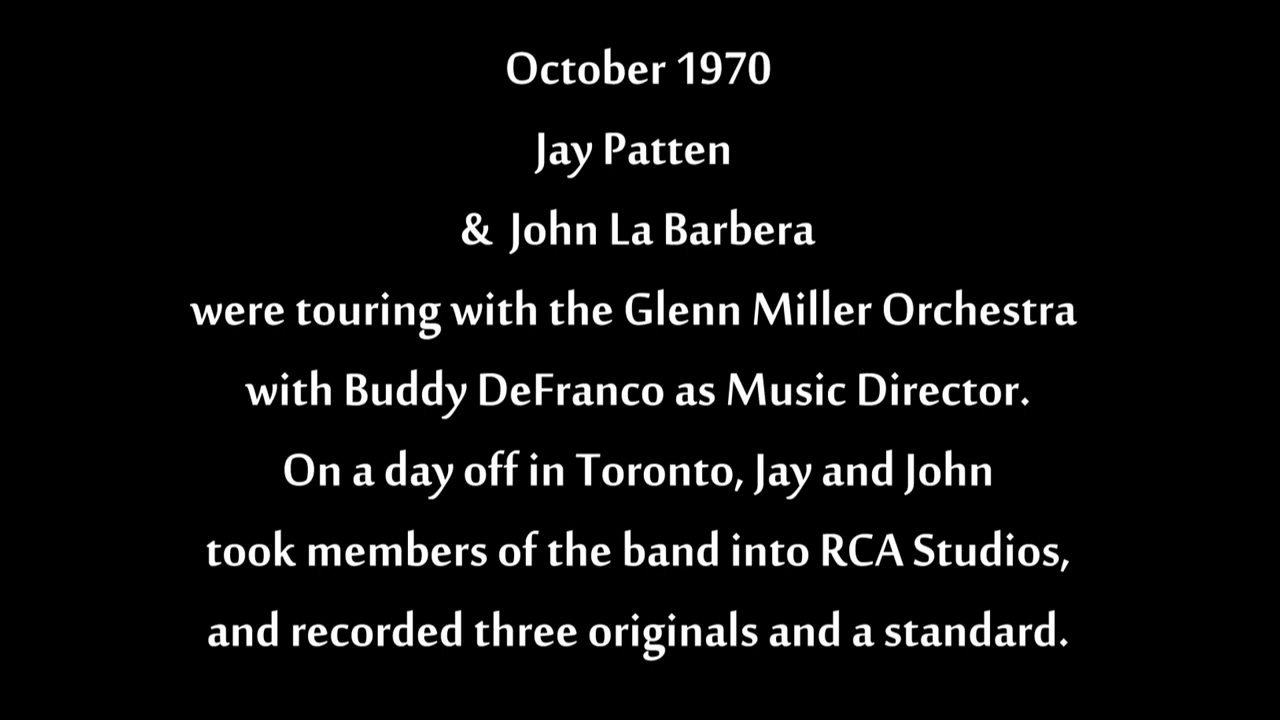 October 1970
Jay Patten
& John La Barbera
were touring with the Glenn Miller Orchestra
with Buddy DeFranco as Music Director.
On a day off in Toronto, Jay and John
took members of the band into RCA Studios,
and recorded three originals and a standard.